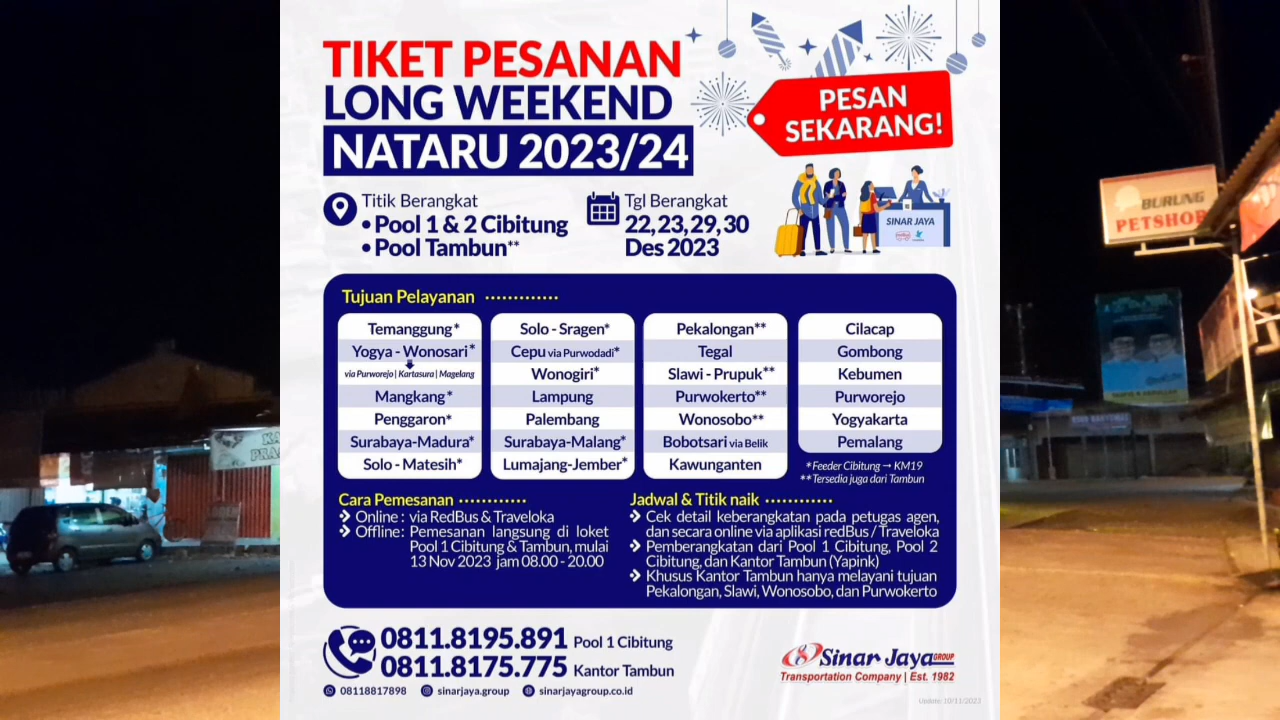 TIKET PESANAN
LONG WEEKEND
NATARU 2023/24
PESAN
SEKARANG!
Titik Berangkat
• Pool 1 & 2 Cibitung
• Pool Tambun**
Tgl Berangkat
22,23,29,30
Des 2023
SINAR JAYA
Tujuan Pelayanan
Temanggung*
Yogya - Wonosari*
via Purworejo | Kartasura | Magelang
Mangkang*
Penggaron*
Surabaya-Madura*
Solo - Matesih*
Solo - Sragen*
Cepu via Purwodadi*
Wonogiri*
Lampung
Palembang
Surabaya-Malang*
Lumajang-Jember*
Pekalongan**
Tegal
Slawi - Prupuk**
Purwokerto**
Wonosobo**
Bobotsari via Belik
Kawunganten
Cilacap
Gombong
Kebumen
Purworejo
Yogyakarta
Pemalang
*Feeder Cibitung → KM19
**Tersedia juga dari Tambun
Cara Pemesanan
Online : via RedBus & Traveloka
Offline: Pemesanan langsung di loket
Pool 1 Cibitung & Tambun, mulai
13 Nov 2023 jam 08.00 - 20.00
Jadwal & Titik naik
Cek detail keberangkatan pada petugas agen,
dan secara online via aplikasi redBus / Traveloka
Pemberangkatan dari Pool 1 Cibitung, Pool 2
Cibitung, dan Kantor Tambun (Yapink)
Khusus Kantor Tambun hanya melayani tujuan
Pekalongan, Slawi, Wonosobo, dan Purwokerto
0811.8195.891 Pool 1 Cibitung
0811.8175.775 Kantor Tambun
08118817898 sinarjaya.group sinarjayagroup.co.id
Sinar Jaya GROUP
Transportation Company | Est. 1982
Update: 10/11/2023
BURUNG
PETSHOP